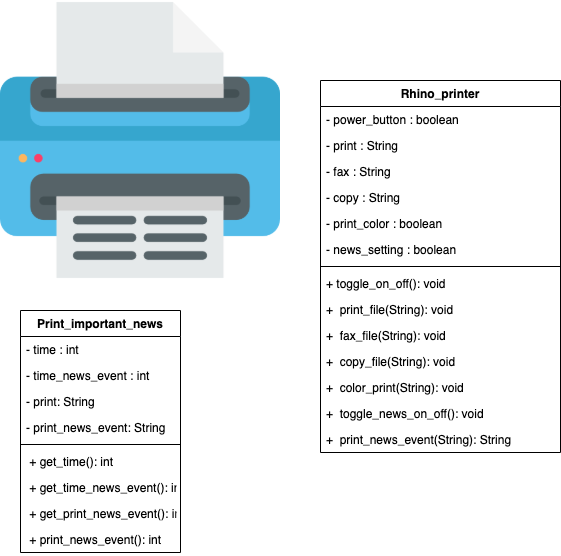 Rhino_printer
- power_button : boolean
- print : String
- fax : String
- copy : String
- print_color : boolean
- news_setting : boolean
+ toggle_on_off(): void
+ print_file(String): void
+ fax_file(String): void
+ copy_file(String): void
+ color_print(String): void
+ toggle_news_on_off(): void
+ print_news_event(String): String
Print_important_news
- time : int
- time_news_event : int
- print: String
- print_news_event: String
+ get_time(): int
+ get_time_news_event():
+ get_print_news_event():
+ print_news_event(): int